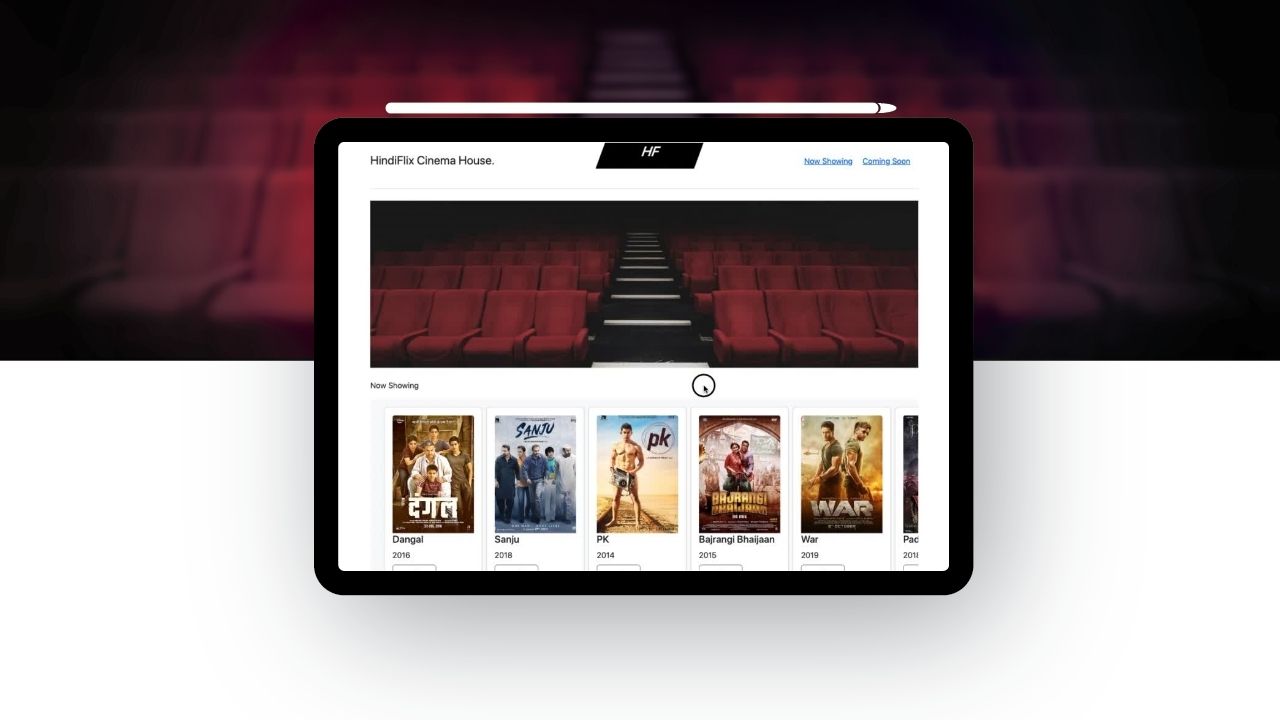 HindiFlix Cinema House.
HF
Now Showing
Coming Soon
Now Showing
दंगल
SANJU
pk
BAJRANGI
BHAIJAAN
WAR
Dangal
Sanju
PK
Bajrangi Bhaijaan
War
Pad
2016
2018
2014
2015
2019
2018